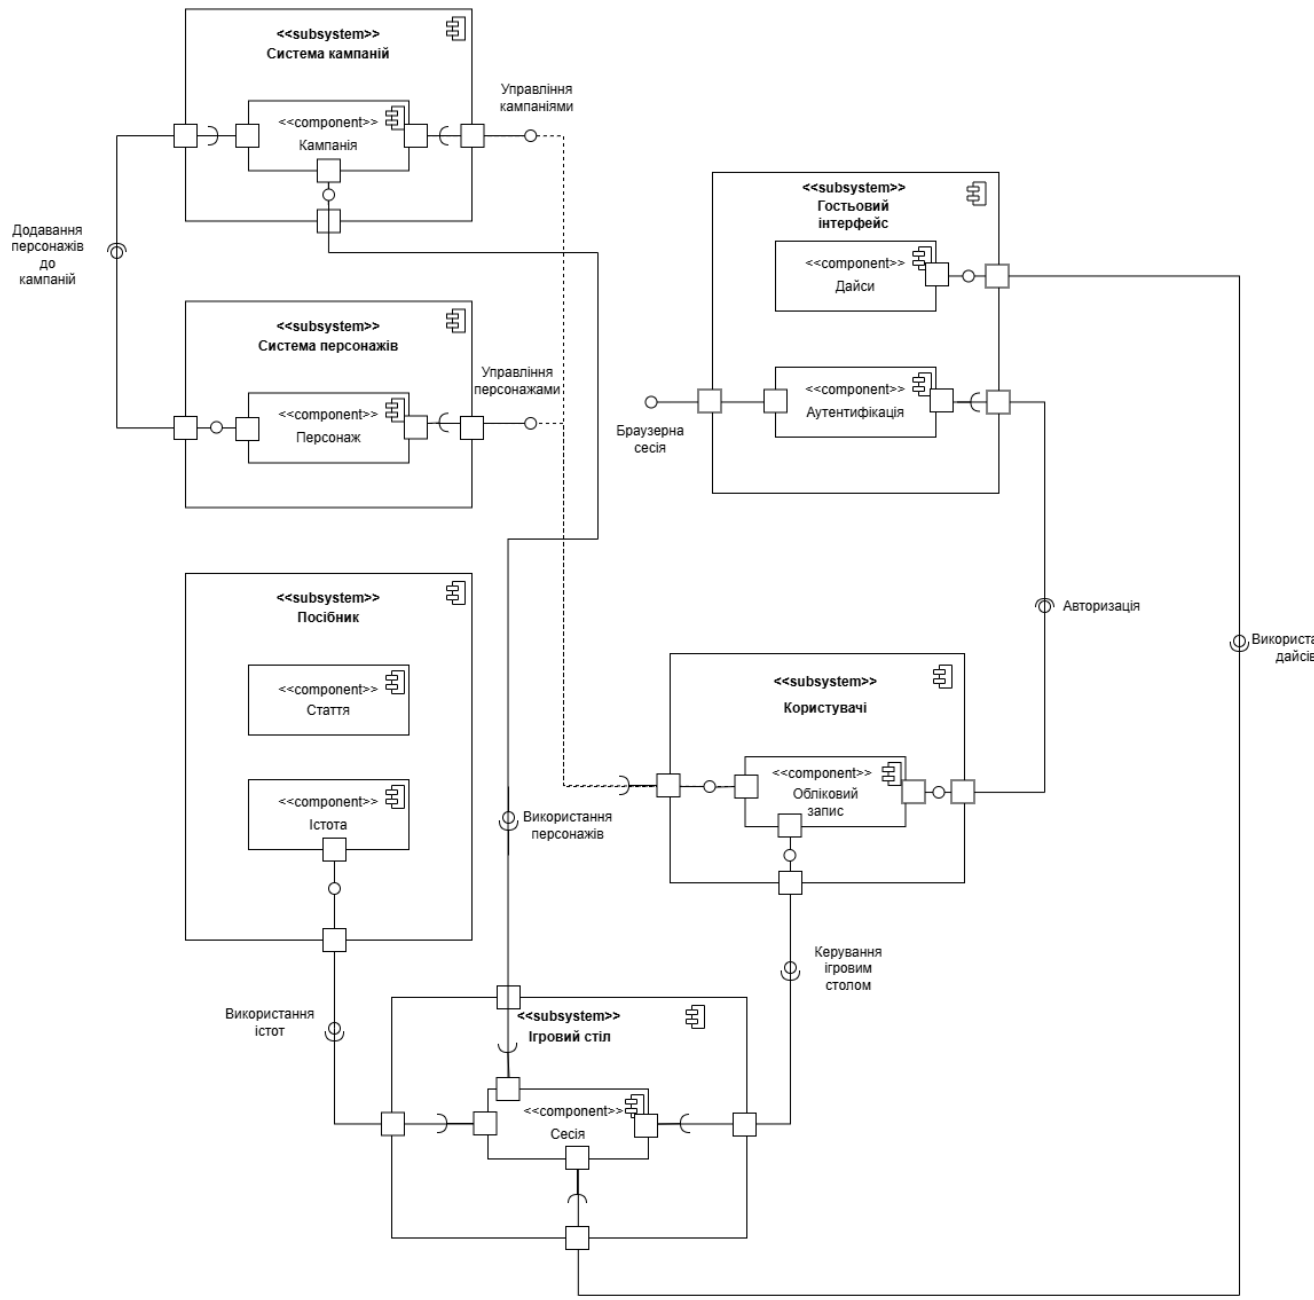 <<subsystem>>
Система кампаній
<<component>>
Кампанія
Управління
кампаніями
Додавання
персонажів
до
кампаній
<<subsystem>>
Система персонажів
<<component>>
Персонаж
Управління
персонажами
<<subsystem>>
Гостьовий
інтерфейс
<<component>>
Дайси
<<component>>
Аутентифікація
Браузерна
сесія
Авторизація
дайсів
<<subsystem>>
Посібник
<<component>>
Стаття
<<component>>
Істота
<<subsystem>>
Користувачі
<<component>>
Обліковий
запис
Використання
персонажів
Керування
ігровим
столом
Використання
істот
<<subsystem>>
Ігровий стіл
<<component>>
Сесія